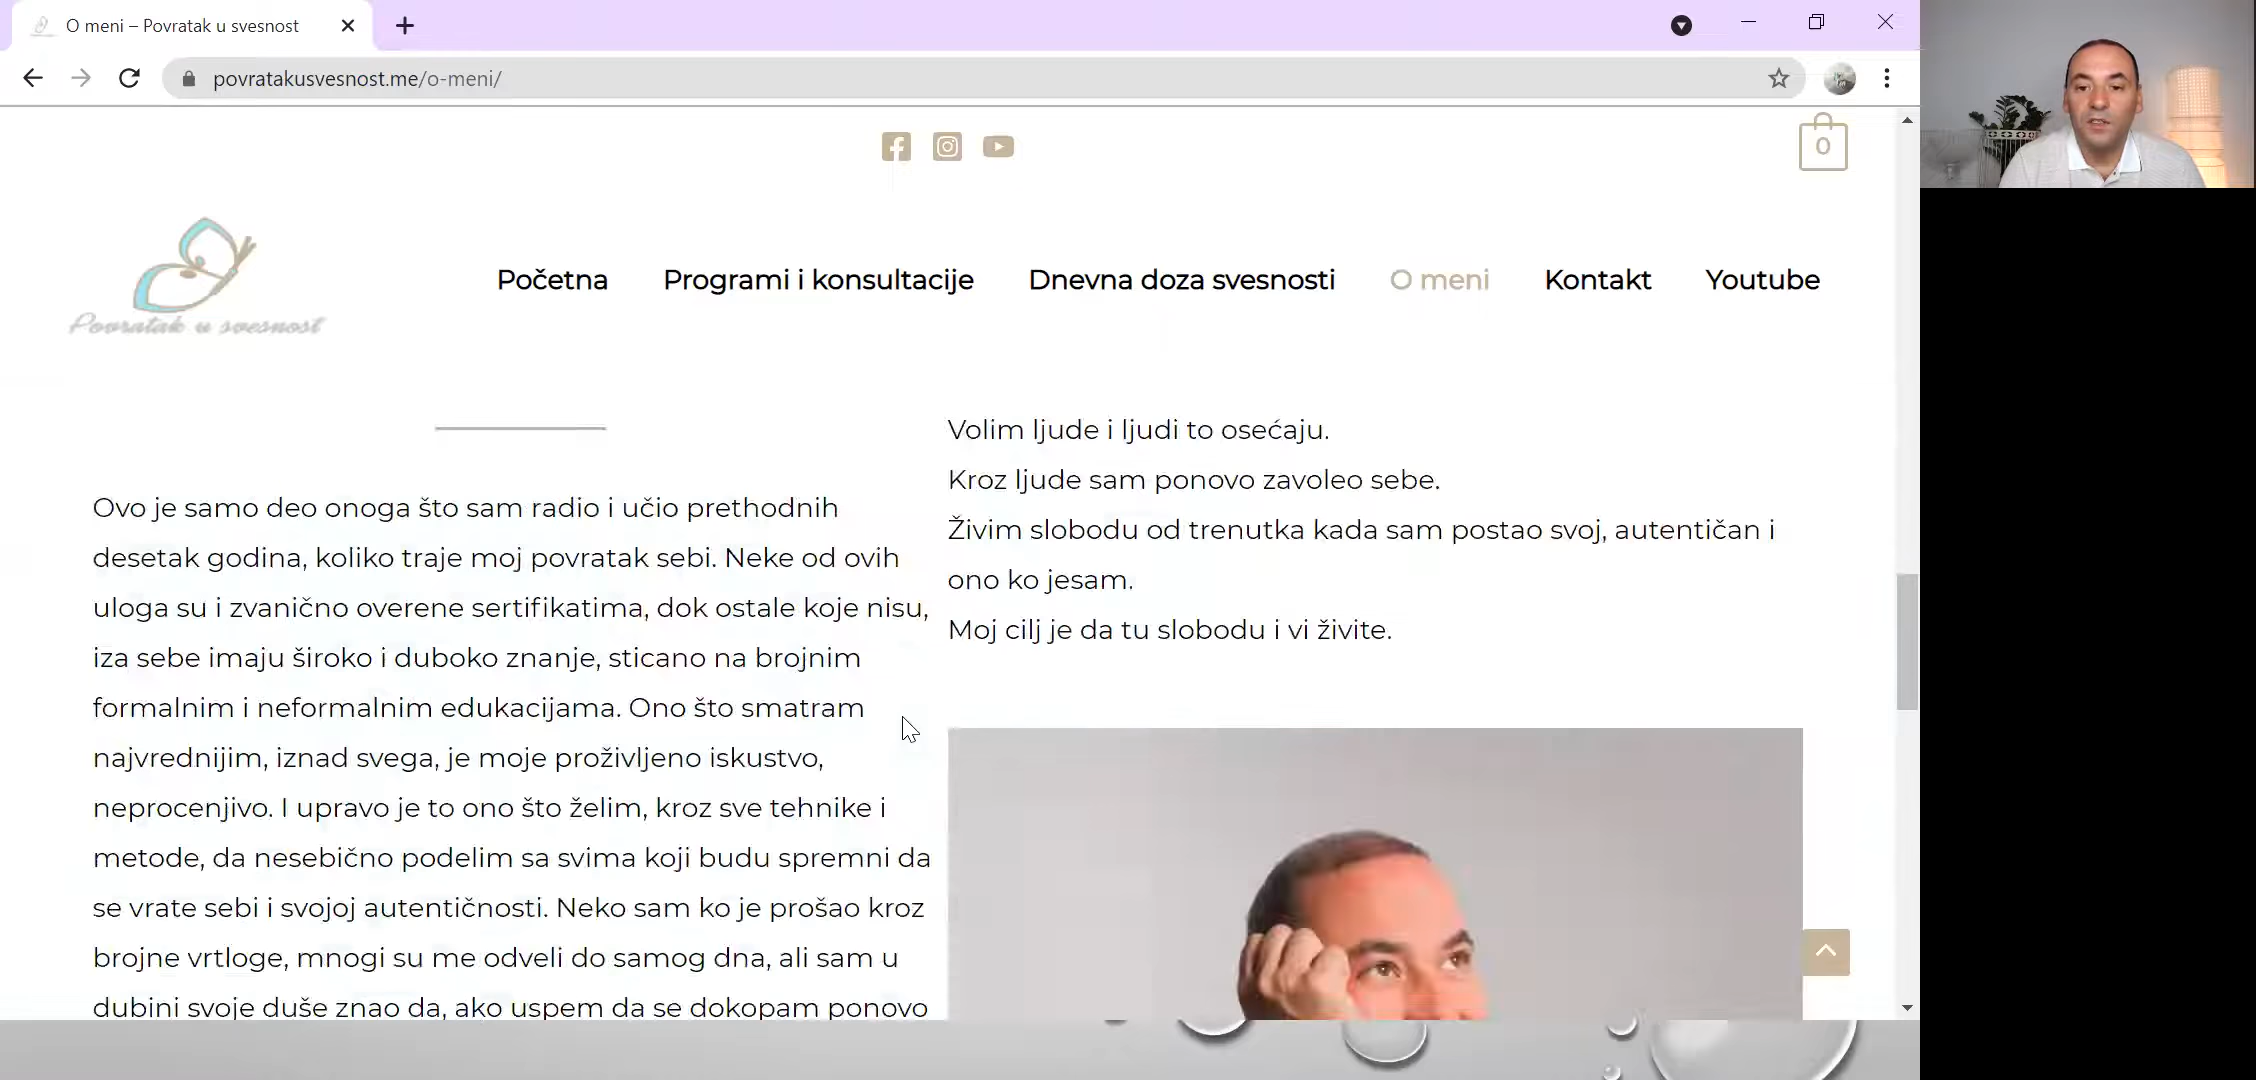 O meni – Povratak u svesnost
povratakusvesnost.me/o-meni/
0
Povratak u svesnost
Početna
Programi i konsultacije
Dnevna doza svesnosti
O meni
Kontakt
Youtube
Ovo je samo deo onoga što sam radio i učio prethodnih
desetak godina, koliko traje moj povratak sebi. Neke od ovih
uloga su i zvanično overene sertifikatima, dok ostale koje nisu,
iza sebe imaju široko i duboko znanje, sticano na brojnim
formalnim i neformalnim edukacijama. Ono što smatram
najvrednijim, iznad svega, je moje proživljeno iskustvo,
neprocenjivo. I upravo je to ono što želim, kroz sve tehnike i
metode, da nesebično podelim sa svima koji budu spremni da
se vrate sebi i svojoj autentičnosti. Neko sam ko je prošao kroz
brojne vrtloge, mnogi su me odveli do samog dna, ali sam u
dubini svoje duše znao da, ako uspem da se dokopam ponovo
Volim ljude i ljudi to osećaju.
Kroz ljude sam ponovo zavoleo sebe.
Živim slobodu od trenutka kada sam postao svoj, autentičan i
ono ko jesam.
Moj cilj je da tu slobodu i vi živite.